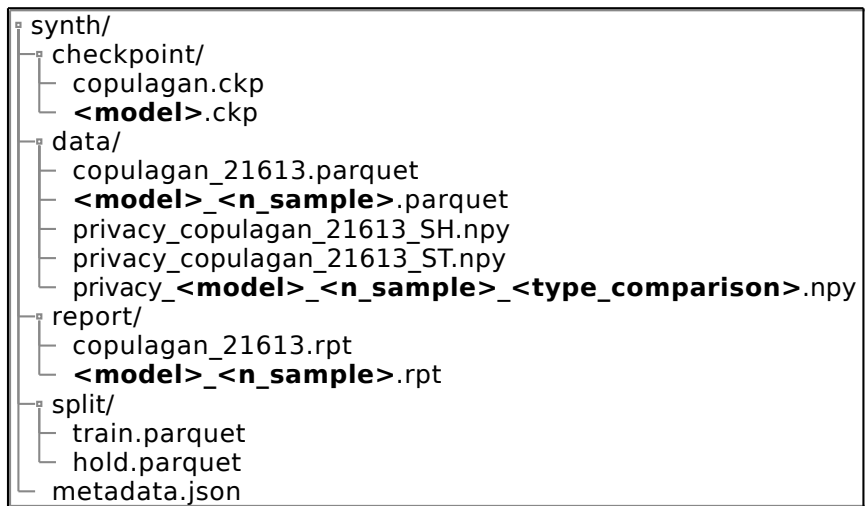 synth/
checkpoint/
copulagan.ckp
<model>.ckp
data/
copulagan_21613.parquet
<model>_<n_sample>.parquet
privacy_copulagan_21613_SH.npy
privacy_copulagan_21613_ST.npy
privacy_<model>_<n_sample>_<type_comparison>.npy
report/
copulagan_21613.rpt
<model>_<n_sample>.rpt
split/
train.parquet
hold.parquet
metadata.json